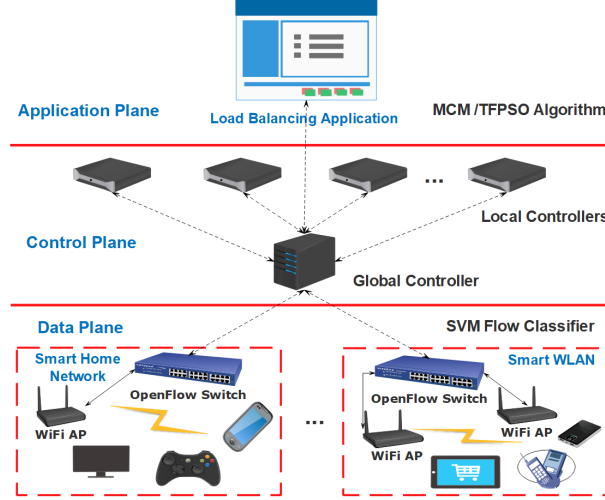 Application Plane
Load Balancing Application
MCM /TFPSO Algorithm
...
Local Controllers
Control Plane
Global Controller
Data Plane
SVM Flow Classifier
Smart Home
Network
OpenFlow Switch
WiFi AP
...
Smart WLAN
OpenFlow Switch
WiFi AP
WiFi AP